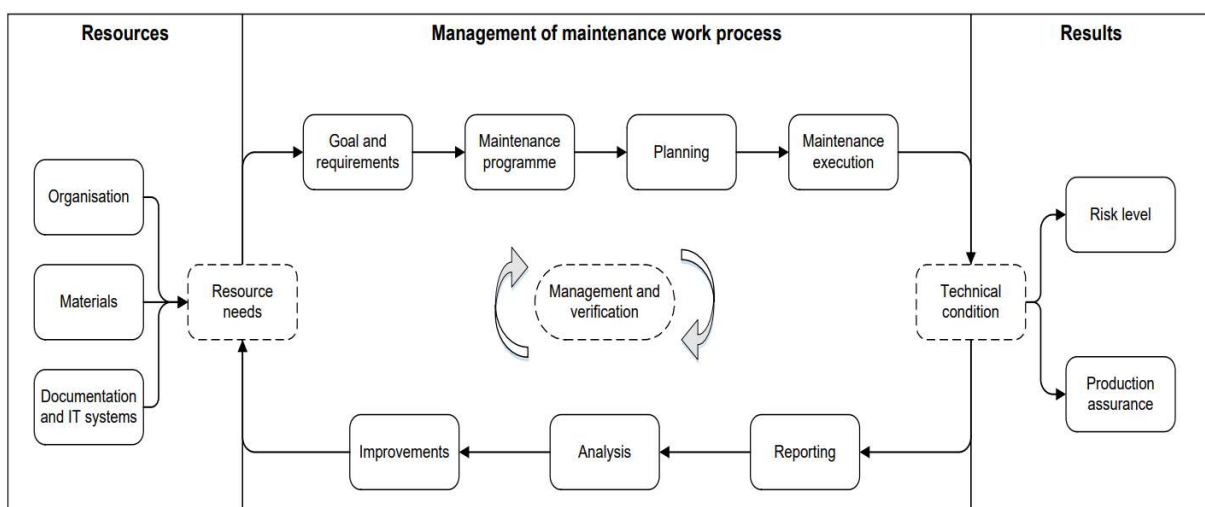 Resources
Management of maintenance work process
Results
Goal and
requirements
Maintenance
programme
Planning
Maintenance
execution
Organisation
Materials
Documentation
and IT systems
Resource
needs
Management and
verification
Technical
condition
Risk level
Production
assurance
Improvements
Analysis
Reporting